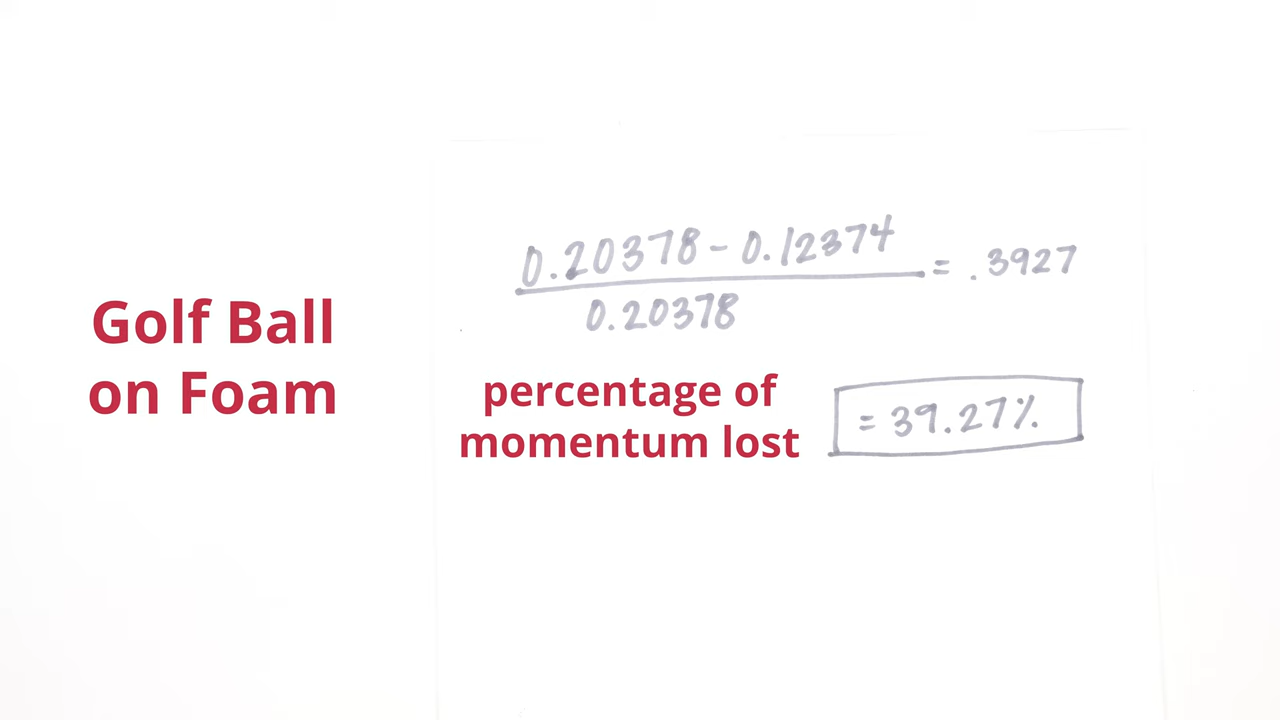 Golf Ball
on Foam
0.20378 - 0.12374
0.20378
= .3927
percentage of
momentum lost
= 39.27%